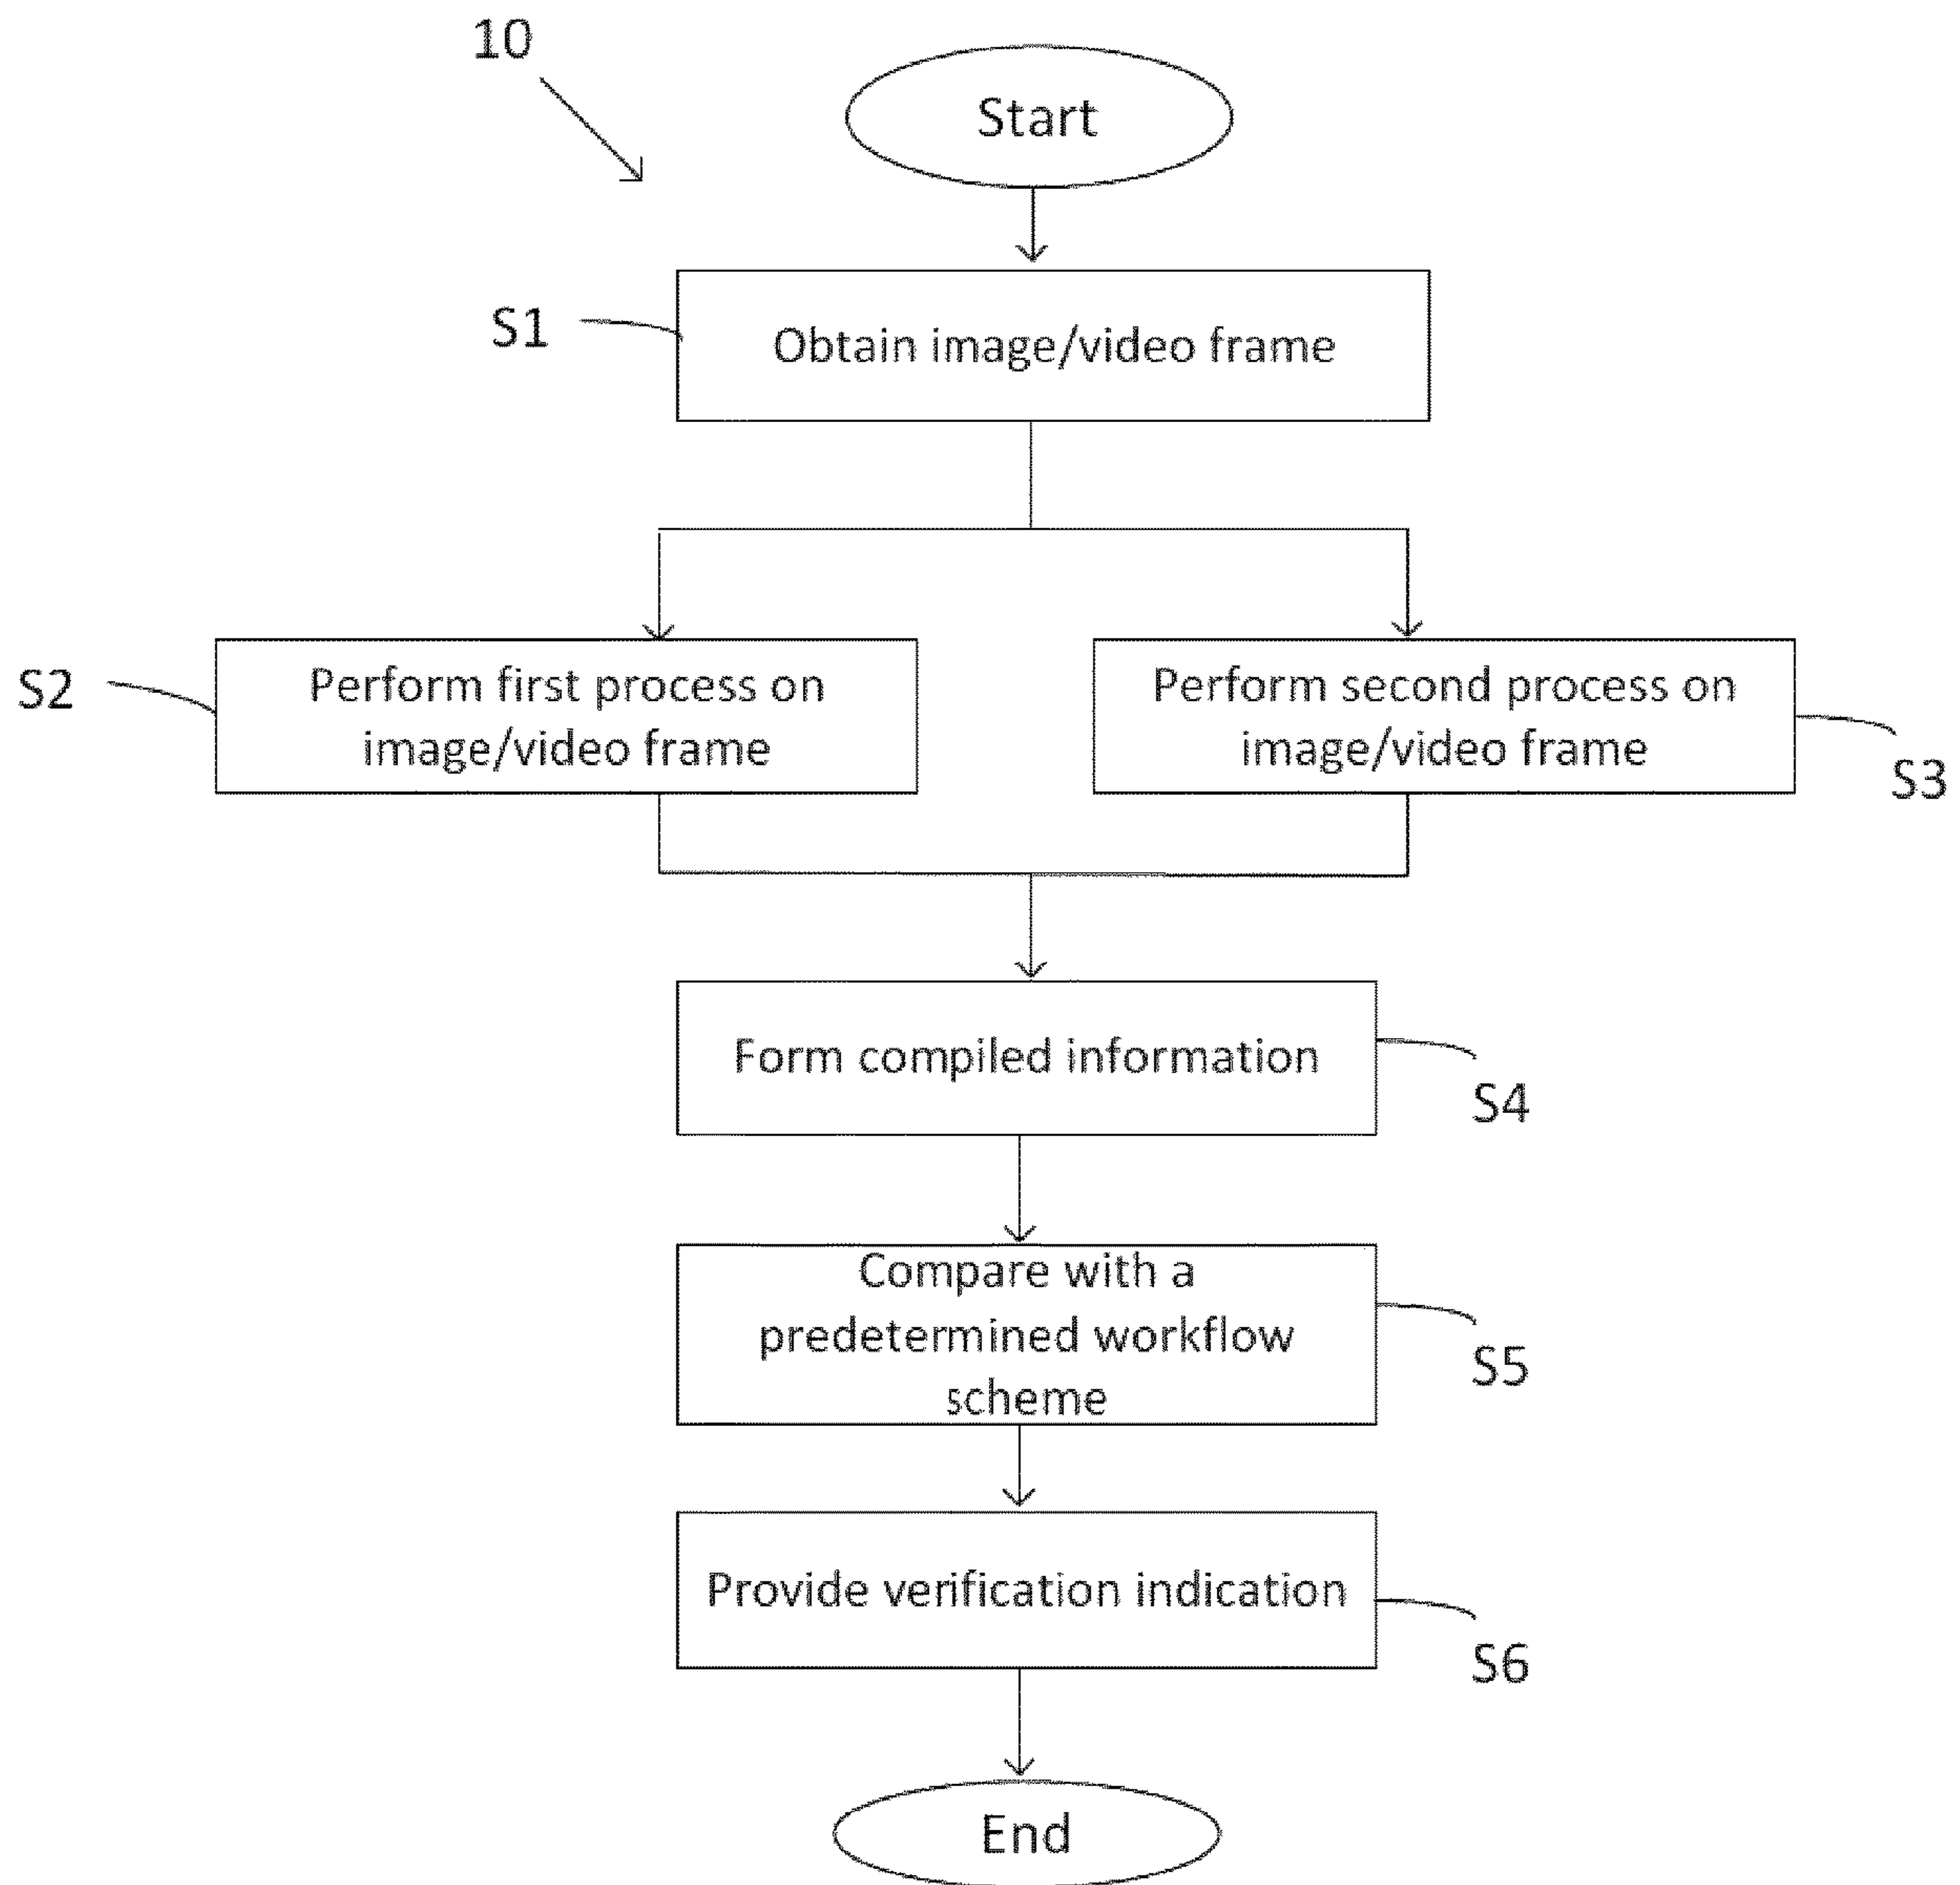 10
Start
S1
Obtain image/video frame
S2
Perform first process on
image/video frame
Perform second process on
image/video frame
S3
Form compiled information
S4
Compare with a
predetermined workflow
scheme
S5
Provide verification indication
S6
End